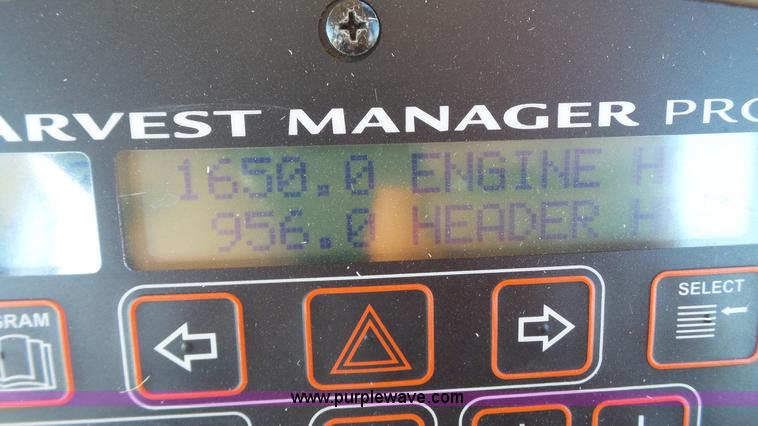 ARVEST MANAGER PRO
1650.0 ENGINE H
956.0 HEADER H
SELECT
GRAM
www.purplewave.com